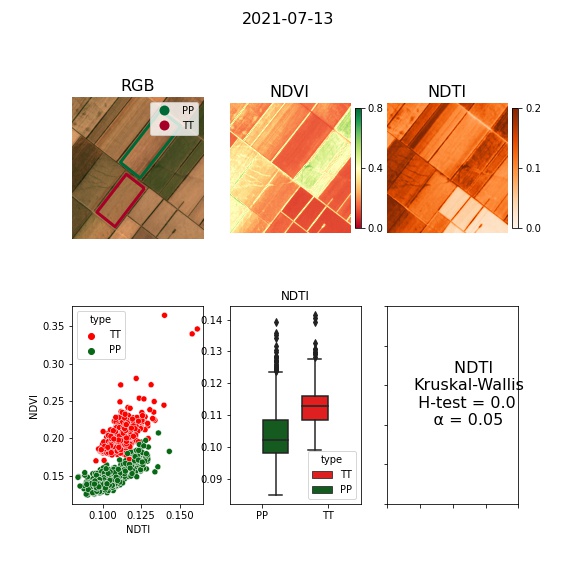 2021-07-13
RGB
PP
TT
NDVI
0.8
0.4
0.0
NDTI
0.2
0.1
0.0
type
TT
PP
0.35
0.30
0.25
0.20
0.15
NDVI
0.100
0.125
0.150
NDTI
NDTI
0.14
0.13
0.12
0.11
0.10
0.09
type
TT
PP
PP
TT
NDTI
Kruskal-Wallis
H-test = 0.0
α = 0.05